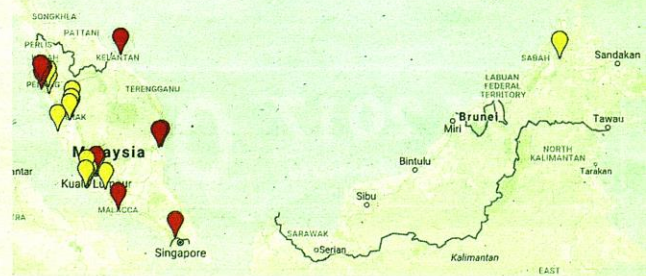 SONGKHLA
PATTANI
PERLIS
KELANTAN
TERENGGANU
Malaysia
Kuala Lumpur
MALACCA
Singapore
SABAH
Sandakan
LABUAN
FEDERAL
TERRITORY
Brunei
Miri
Tawau
NORTH
KALIMANTAN
Tarakan
Bintulu
Sibu
SARAWAK
Serian
Kalimantan
EAST